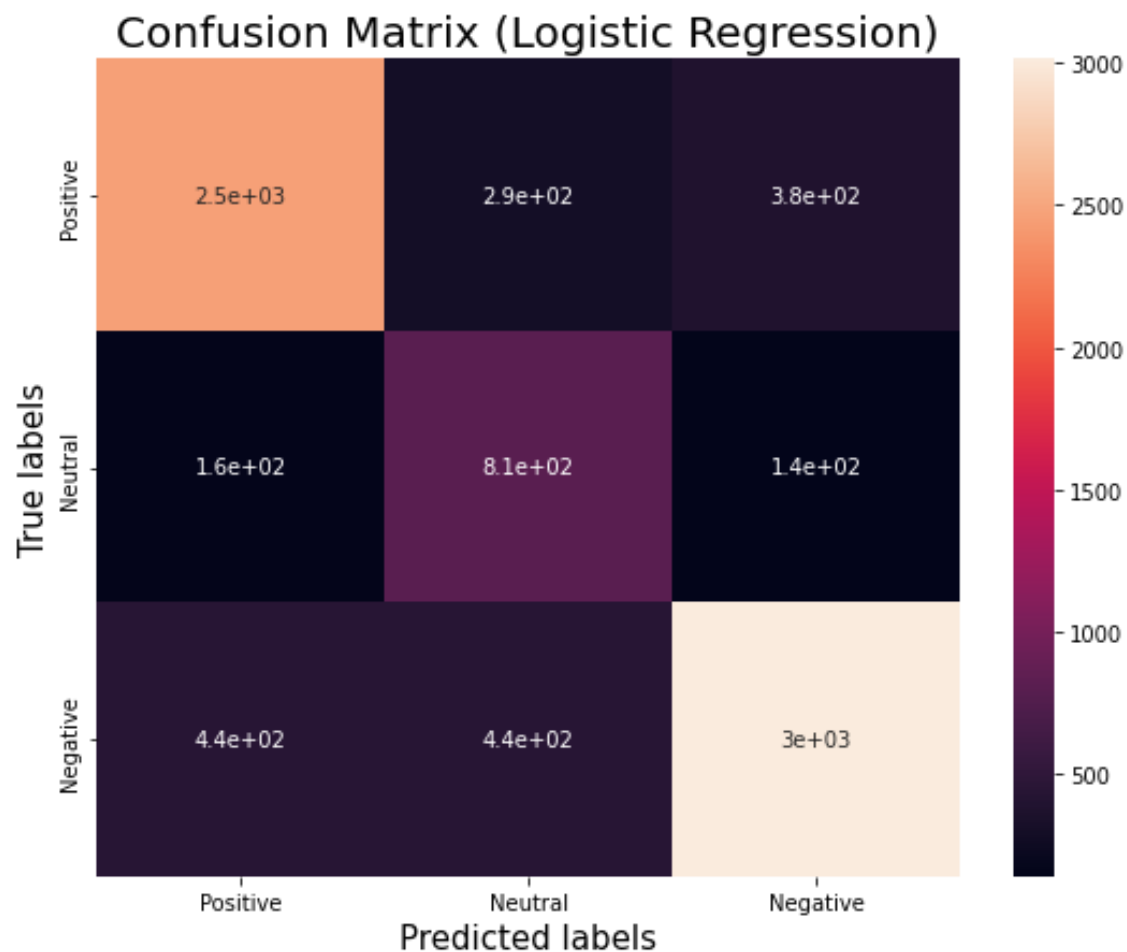 Confusion Matrix (Logistic Regression)
Positive
2.5e+03
2.9e+02
3.8e+02
True labels
Neutral
1.6e+02
8.1e+02
1.4e+02
Negative
4.4e+02
4.4e+02
3e+03
Positive
Neutral
Negative
Predicted labels
3000
2500
2000
1500
1000
500